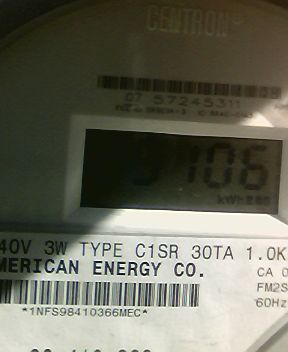 CENTRON®
07 57245311
106
kWh
40V 3W TYPE C1SR 30TA 1.0K
MERICAN ENERGY CO.
CA 0
FM2S
60Hz
*1NFS98410366MEC*